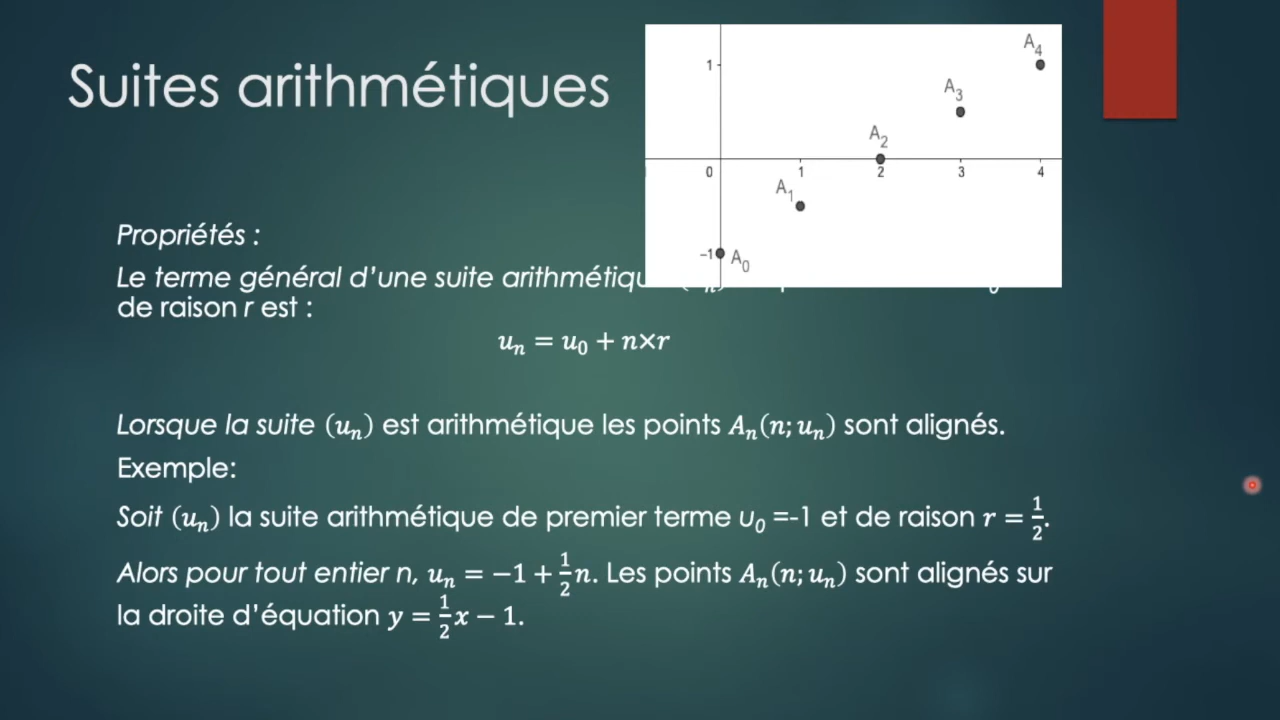 Suites arithmétiques
A4
1
A3
A2
0 1 2 3 4
A1
-1 A0
Propriétés :
Le terme général d'une suite arithmétiqu
de raison r est :
uₙ = u₀ + n×r
Lorsque la suite (uₙ) est arithmétique les points Aₙ(n; uₙ) sont alignés.
Exemple:
Soit (uₙ) la suite arithmétique de premier terme u₀ =-1 et de raison r = 1/2.
Alors pour tout entier n, uₙ = −1 + 1/2 n. Les points Aₙ(n; uₙ) sont alignés sur
la droite d'équation y = 1/2 x − 1.